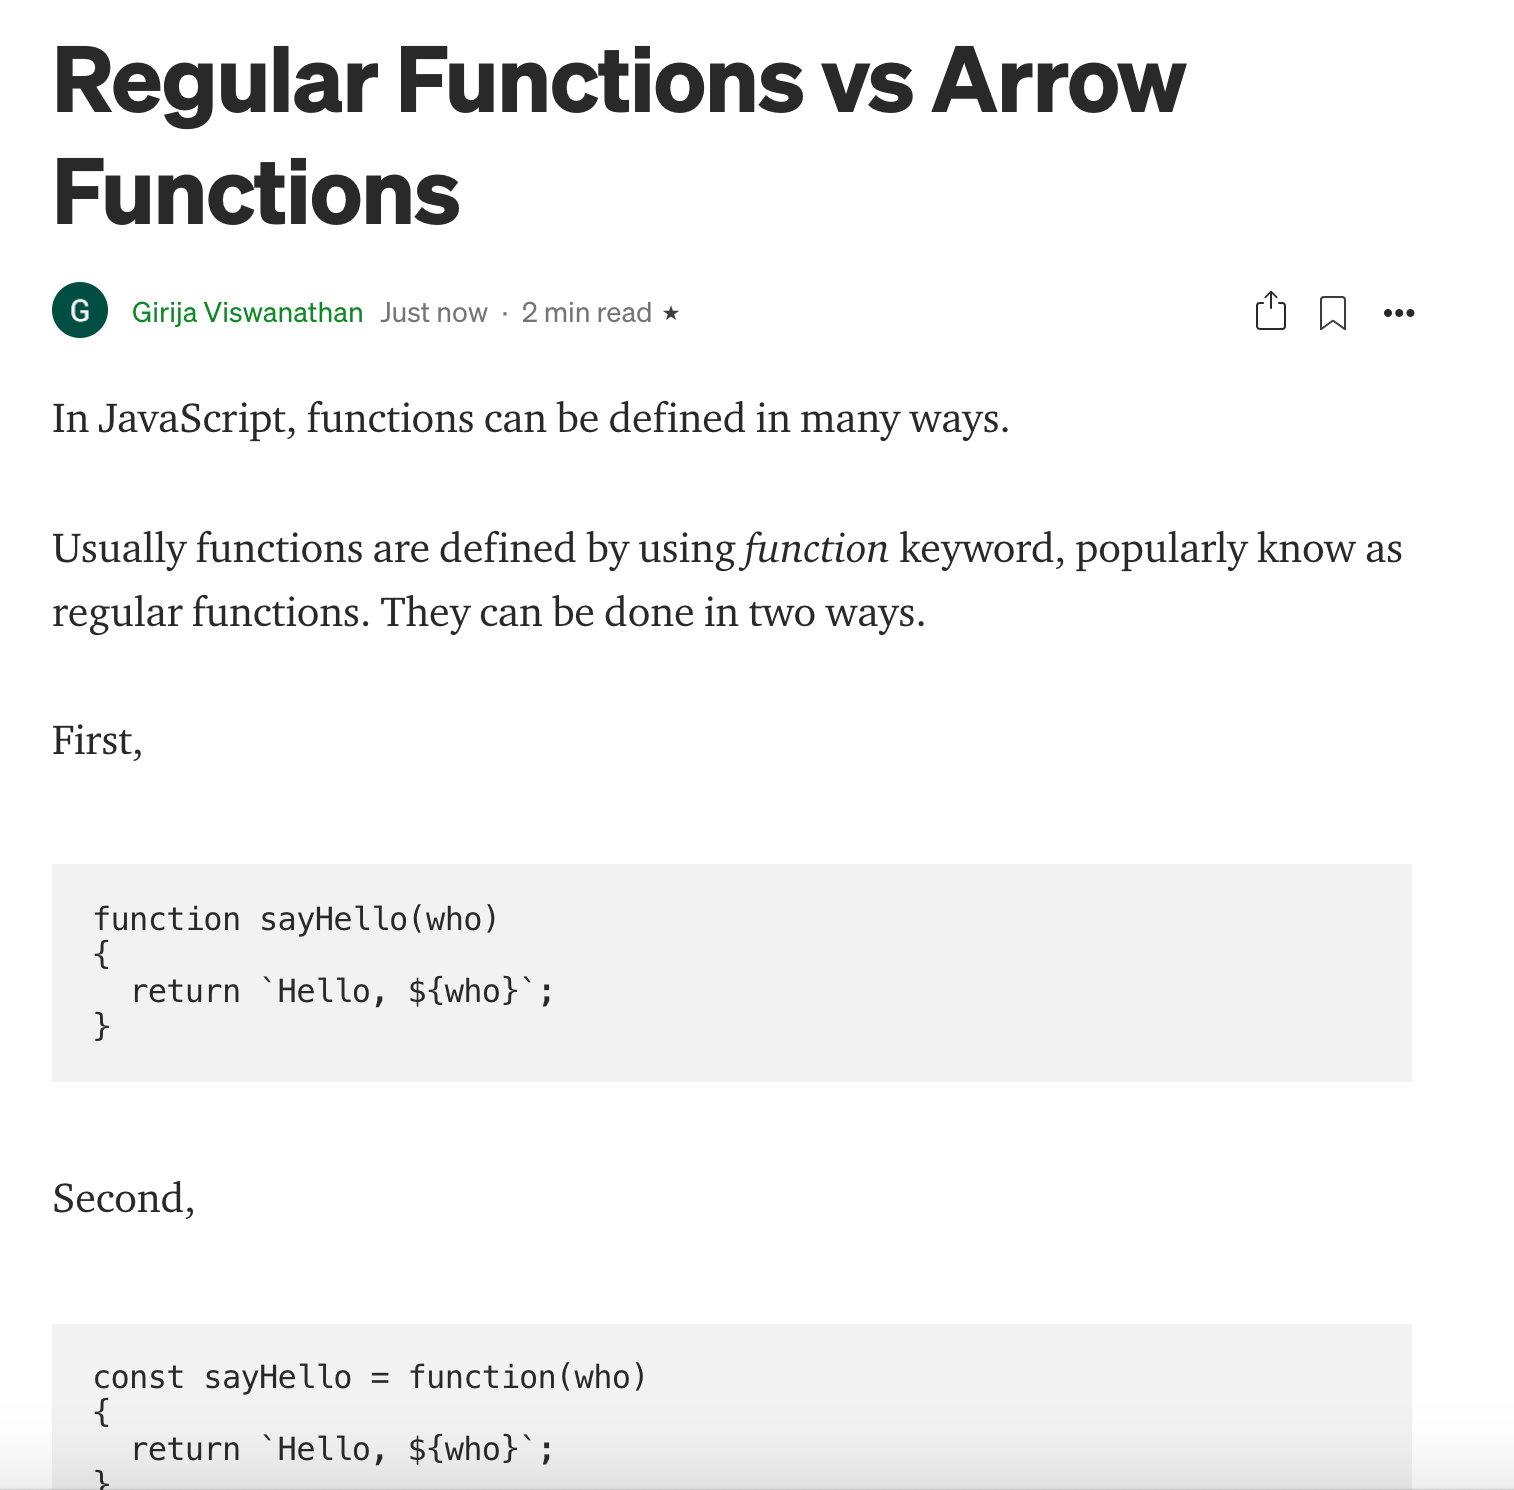 Regular Functions vs Arrow
Functions
G
Girija Viswanathan Just now · 2 min read ★
In JavaScript, functions can be defined in many ways.
Usually functions are defined by using function keyword, popularly know as
regular functions. They can be done in two ways.
First,
function sayHello(who)
{
  return `Hello, ${who}`;
}
Second,
const sayHello = function(who)
{
  return `Hello, ${who}`;
}